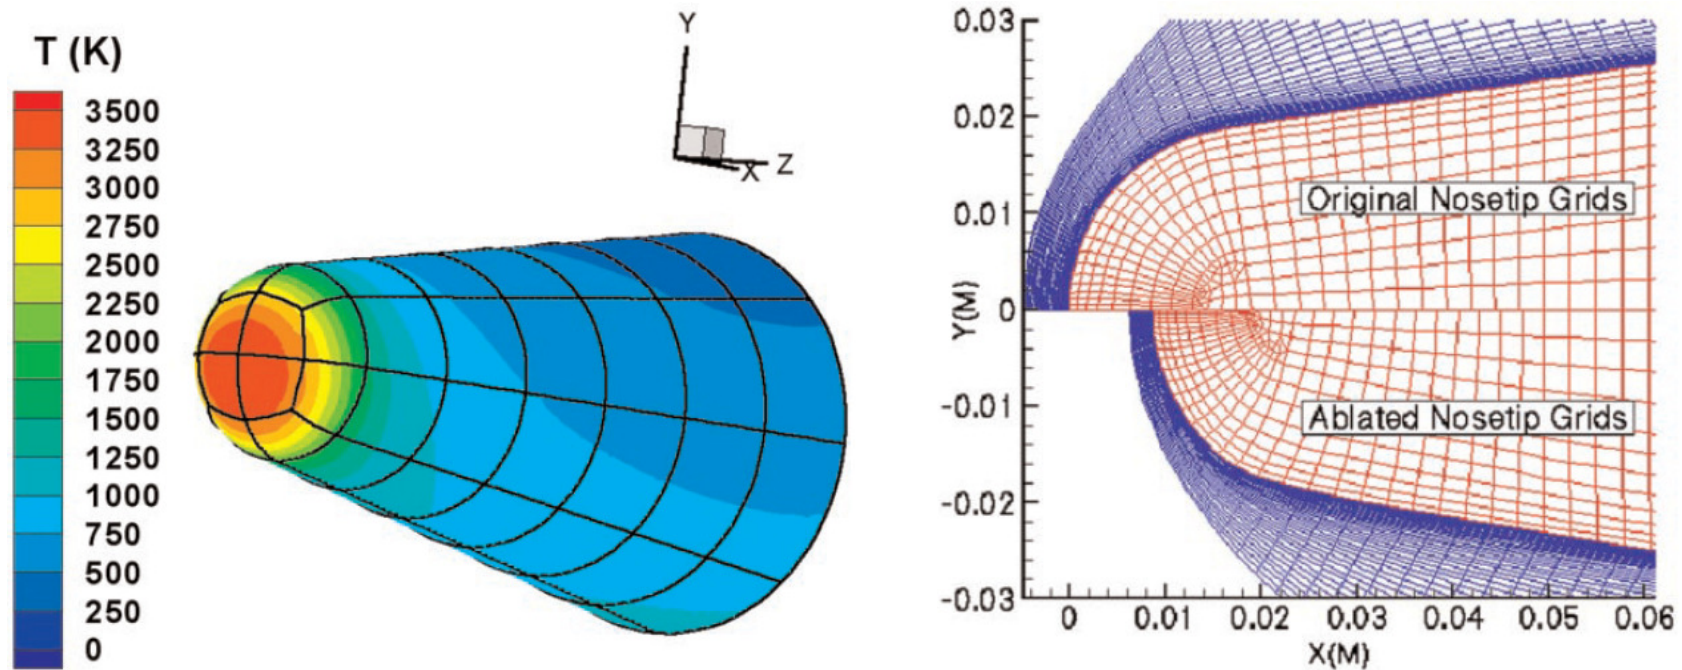 T (K)
3500
3250
3000
2750
2500
2250
2000
1750
1500
1250
1000
750
500
250
0
Y
X
Z
0.03
0.02
0.01
0
-0.01
-0.02
-0.03
Y(M)
Original Nosetip Grids
Ablated Nosetip Grids
0 0.01 0.02 0.03 0.04 0.05 0.06
X(M)